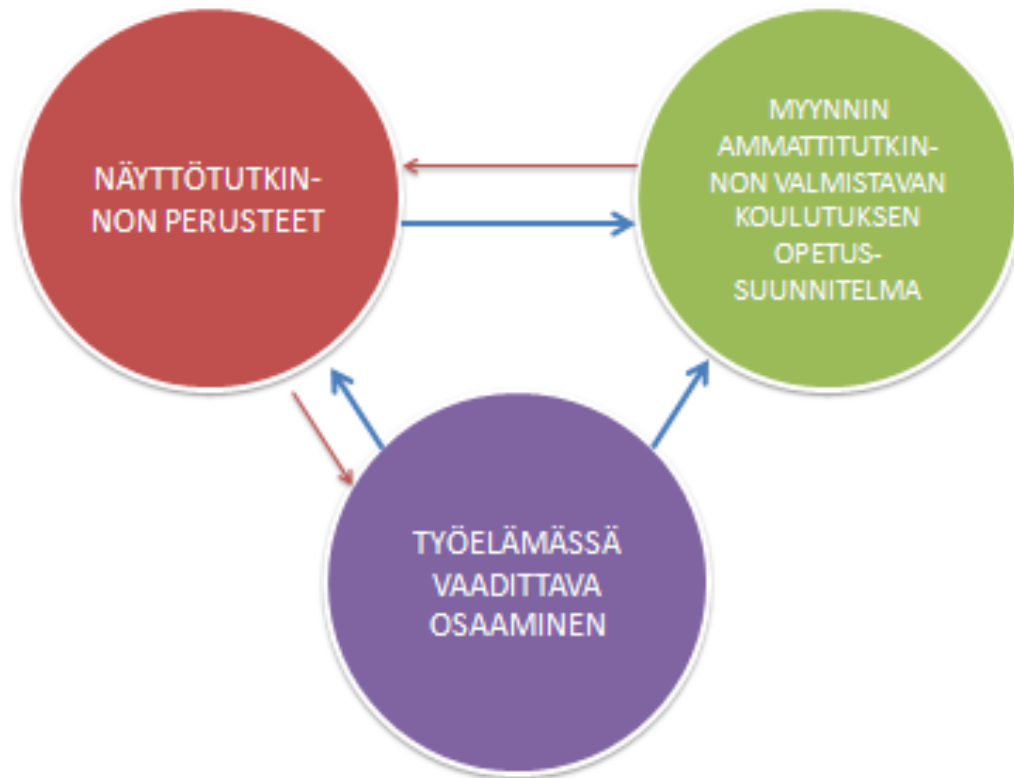 NÄYTTÖTUTKIN-
NON PERUSTEET
MYYNNIN
AMMATTITUTKIN-
NON VALMISTAVAN
KOULUTUKSEN
OPETUS-
SUUNNITELMA
TYÖELÄMÄSSÄ
VAADITTAVA
OSAAMINEN